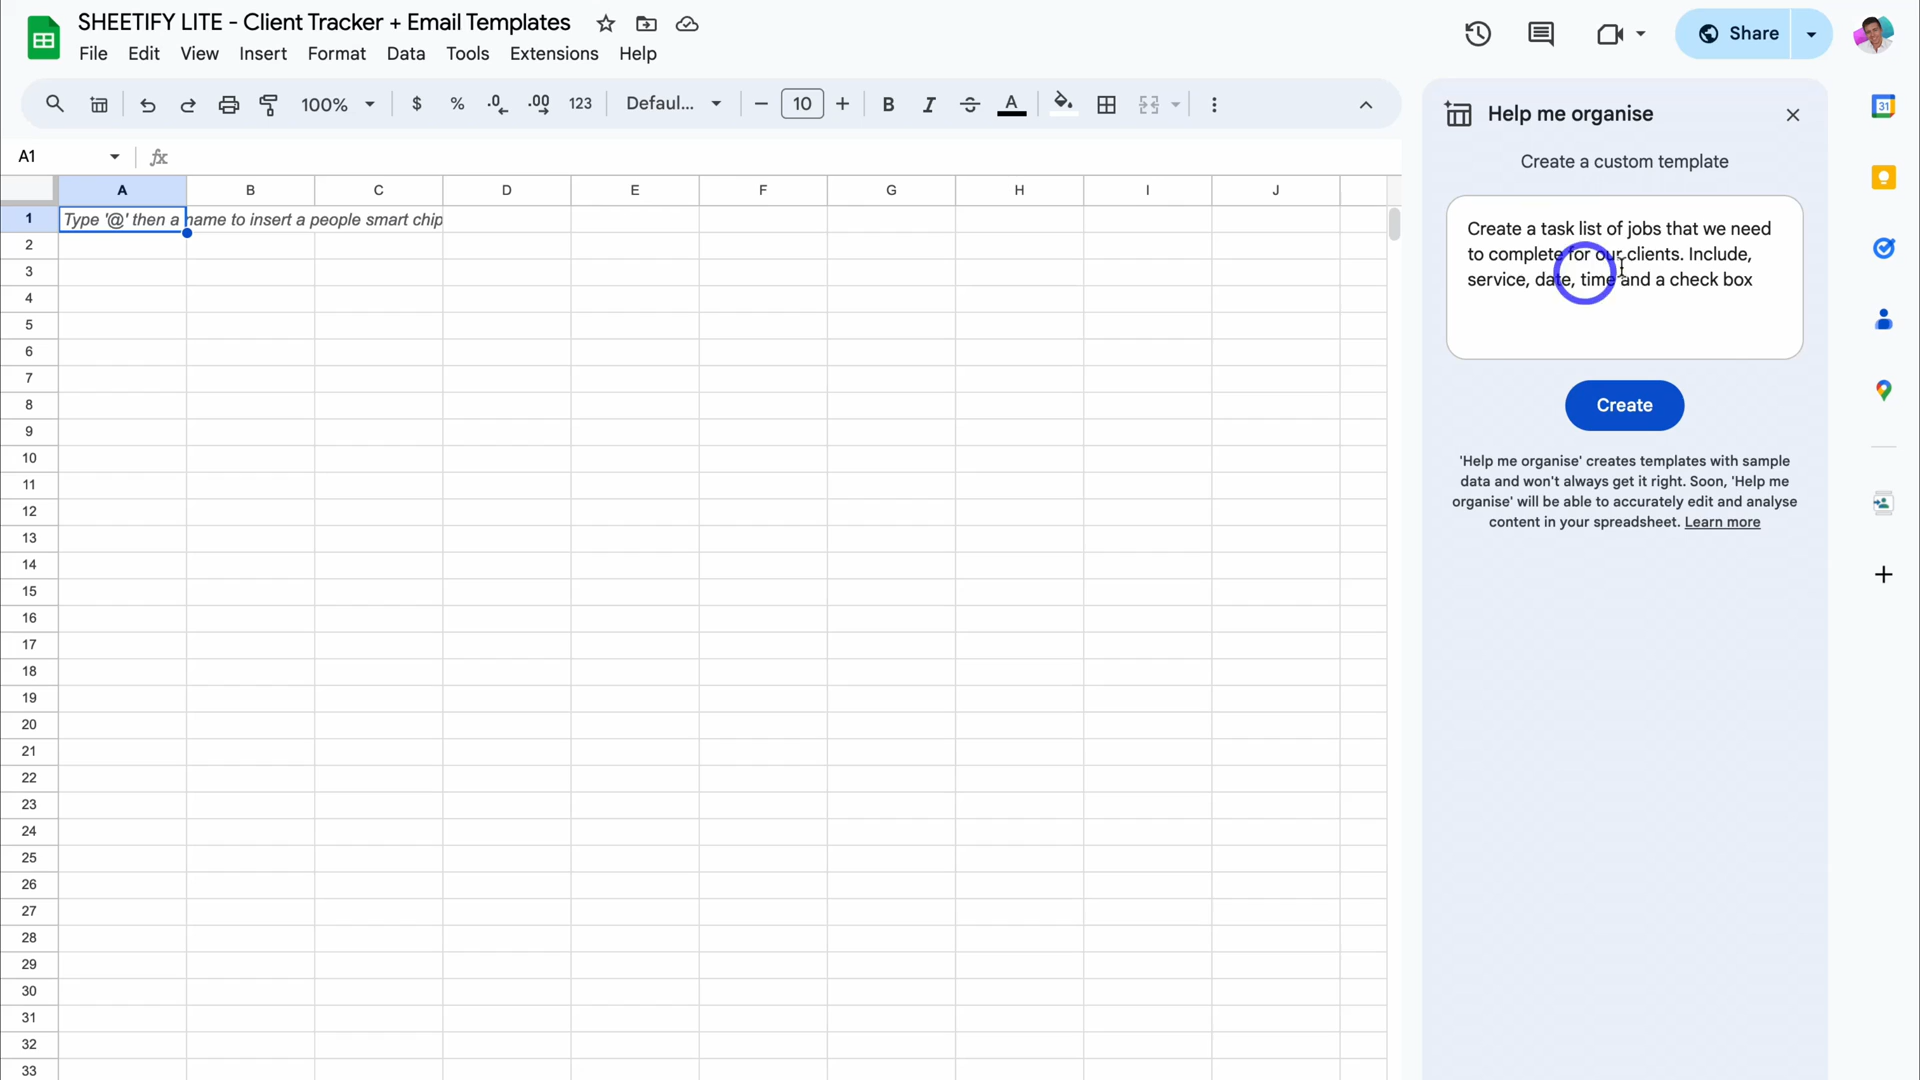 SHEETIFY LITE - Client Tracker + Email Templates
File Edit View Insert Format Data Tools Extensions Help
Share
100% $ % .0 .00 123 Defaul... 10 B I S A
A1 fx
Help me organise
Create a custom template
A B C D E F G H I J
1 Type '@' then a name to insert a people smart chip
2
3
4
5
6
7
8
9
10
11
12
13
14
15
16
17
18
19
20
21
22
23
24
25
26
27
28
29
30
31
32
33
Create a task list of jobs that we need
to complete for our clients. Include,
service, date, time and a check box
Create
'Help me organise' creates templates with sample
data and won't always get it right. Soon, 'Help me
organise' will be able to accurately edit and analyse
content in your spreadsheet. Learn more
31